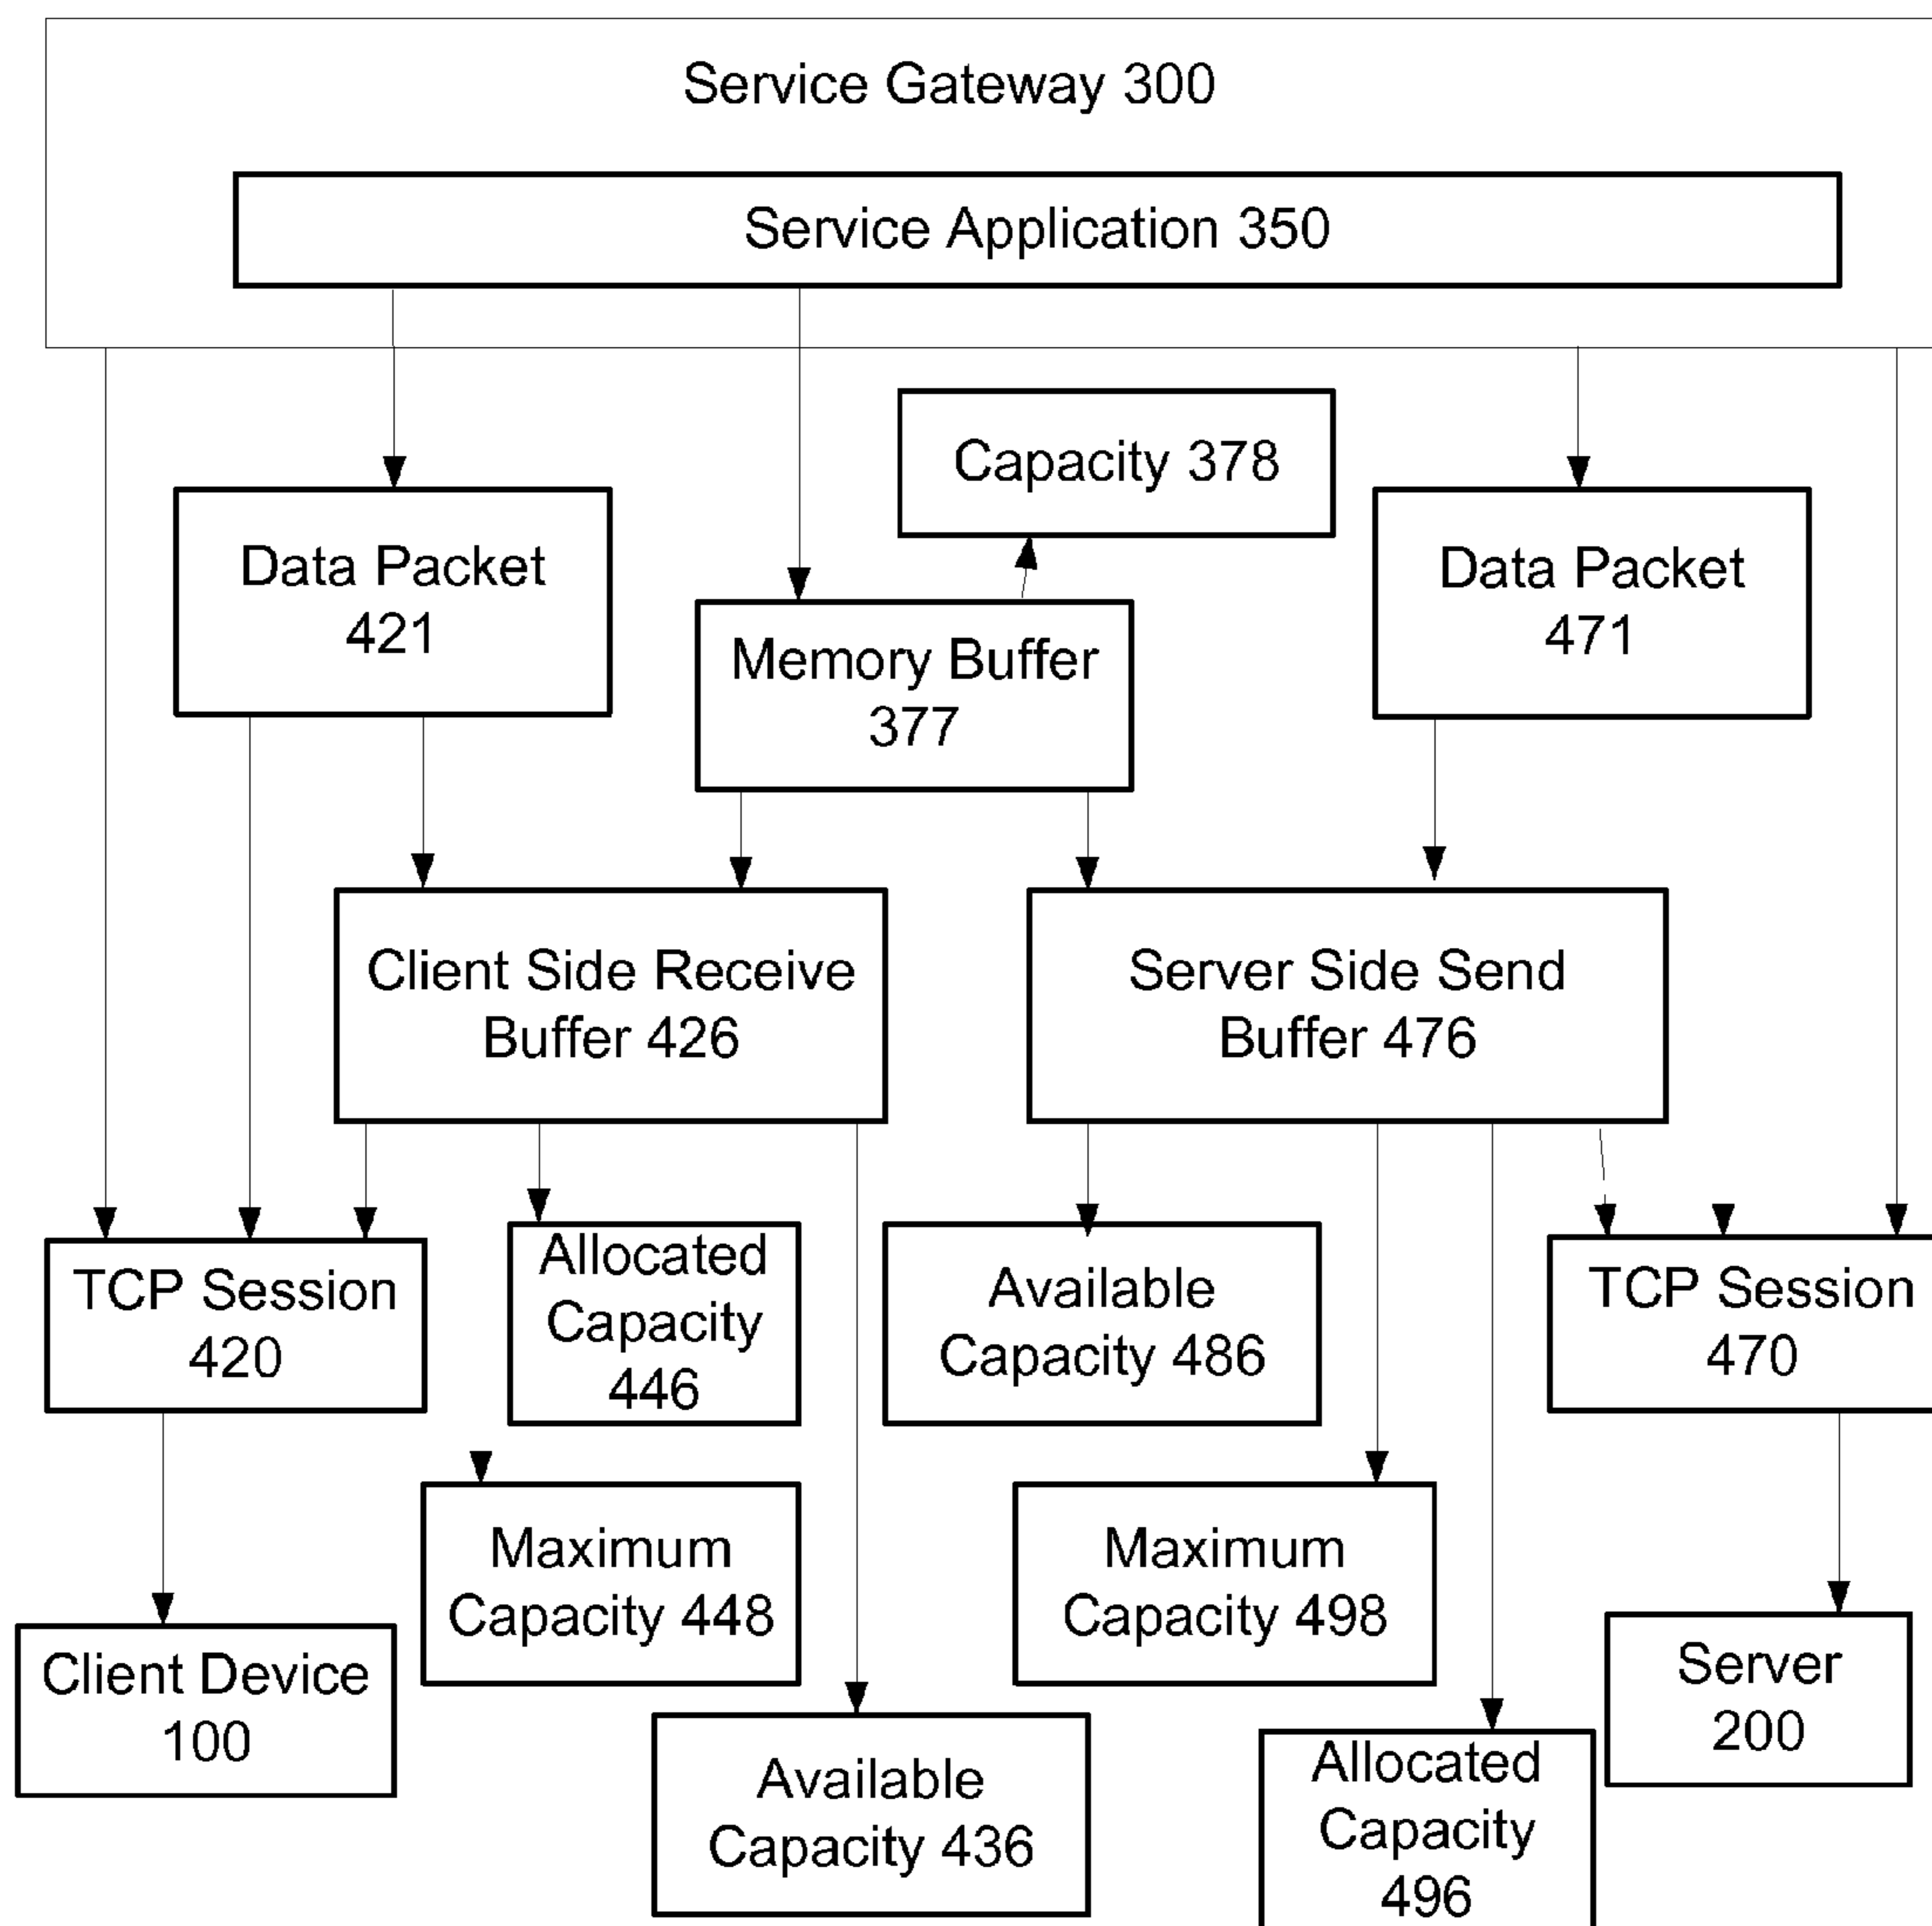 Service Gateway 300
Service Application 350
Capacity 378
Data Packet
421
Data Packet
471
Memory Buffer
377
Client Side Receive
Buffer 426
Server Side Send
Buffer 476
TCP Session
420
Allocated
Capacity
446
Available
Capacity 486
TCP Session
470
Maximum
Capacity 448
Maximum
Capacity 498
Client Device
100
Server
200
Available
Capacity 436
Allocated
Capacity
496